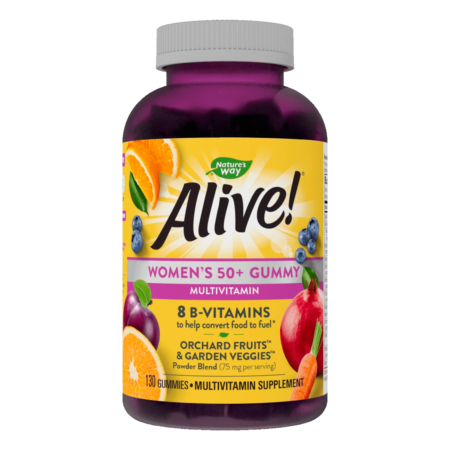 Nature's
Way
Alive!®
WOMEN'S 50+ GUMMY
MULTIVITAMIN
8 B-VITAMINS
to help convert food to fuel*
ORCHARD FRUITS™
& GARDEN VEGGIES™
Powder Blend (75 mg per serving)
130 GUMMIES • MULTIVITAMIN SUPPLEMENT